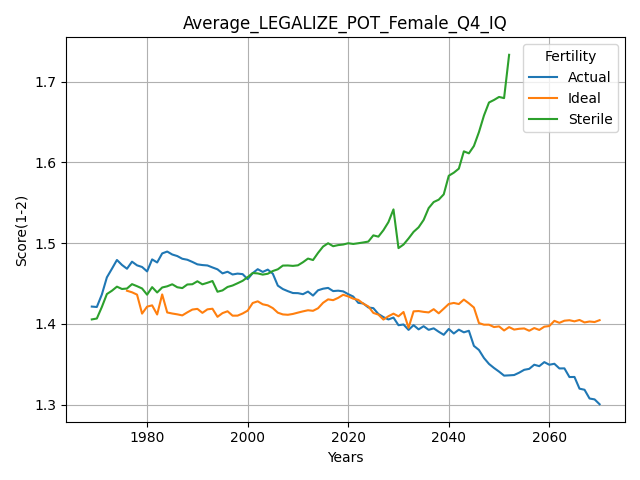 Average_LEGALIZE_POT_Female_Q4_IQ
Fertility
Actual
Ideal
Sterile
Score(1-2)
1.7
1.6
1.5
1.4
1.3
1980
2000
2020
2040
2060
Years